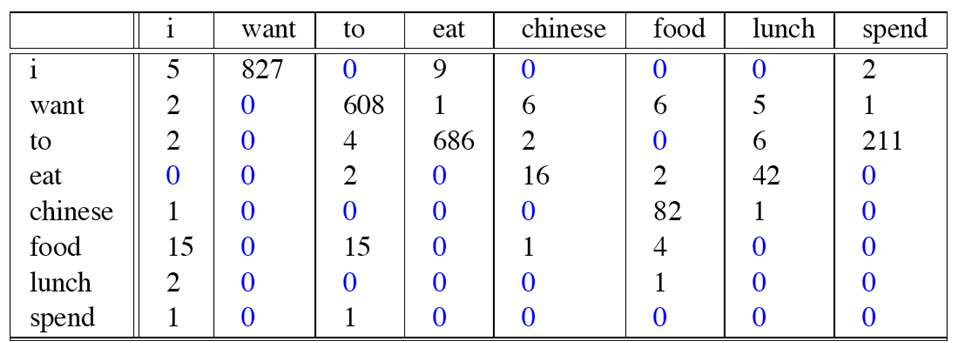 i want to eat chinese food lunch spend
i 5 827 0 9 0 0 0 2
want 2 0 608 1 6 6 5 1
to 2 0 4 686 2 0 6 211
eat 0 0 2 0 16 2 42 0
chinese 1 0 0 0 0 82 1 0
food 15 0 15 0 1 4 0 0
lunch 2 0 0 0 0 1 0 0
spend 1 0 1 0 0 0 0 0